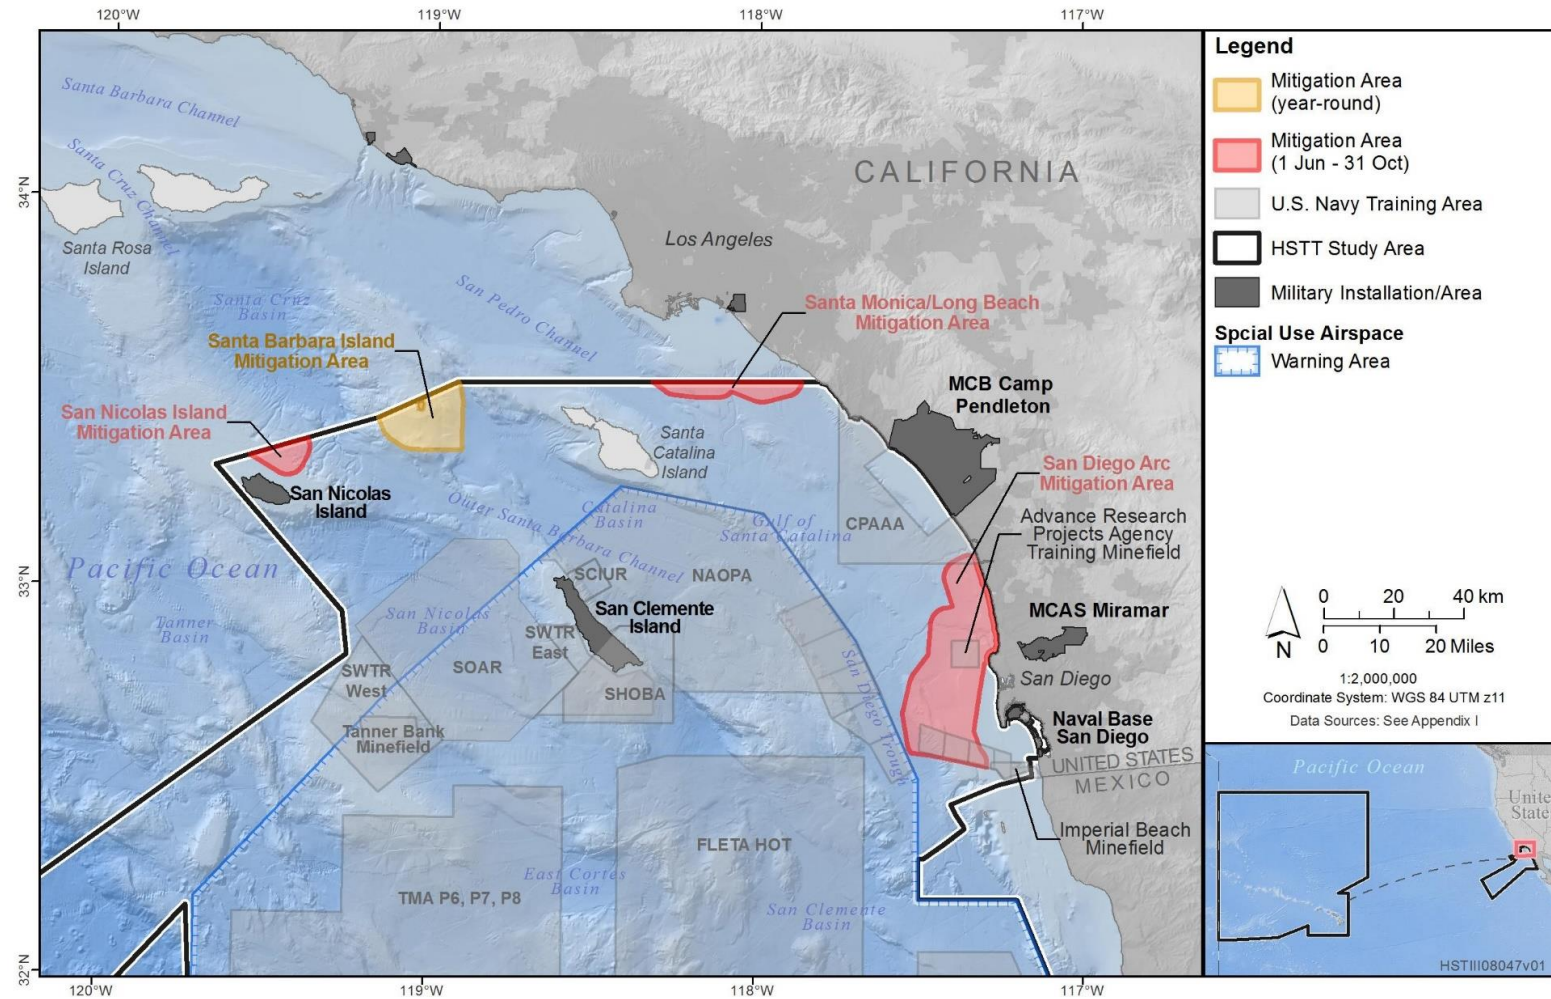 120°W
119°W
118°W
117°W
34°N
33°N
32°N
Santa Barbara Channel
Santa Cruz Channel
Santa Rosa
Island
Santa Cruz
Basin
San Pedro Channel
CALIFORNIA
Los Angeles
Santa Monica/Long Beach
Mitigation Area
Santa Barbara Island
Mitigation Area
San Nicolas Island
Mitigation Area
MCB Camp
Pendleton
Santa
Catalina
Island
San Diego Arc
Mitigation Area
San Nicolas
Island
Outer Santa Barbara Channel
Catalina
Basin
Gulf of
Santa Catalina
CPAAA
Advance Research
Projects Agency
Training Minefield
Pacific Ocean
SCIUR
NAOPA
San Clemente
Island
MCAS Miramar
Tanner
Basin
San Nicolas
Basin
SWTR
East
SOAR
SWTR
West
SHOBA
San Diego Trough
San Diego
Tanner Bank
Minefield
Naval Base
San Diego
UNITED STATES
MEXICO
Imperial Beach
Minefield
FLETA HOT
East Cortes
Basin
TMA P6, P7, P8
San Clemente
Basin
120°W
119°W
118°W
117°W
Legend
Mitigation Area
(year-round)
Mitigation Area
(1 Jun - 31 Oct)
U.S. Navy Training Area
HSTT Study Area
Military Installation/Area
Spcial Use Airspace
Warning Area
N
0 20 40 km
0 10 20 Miles
1:2,000,000
Coordinate System: WGS 84 UTM z11
Data Sources: See Appendix I
Pacific Ocean
Unite
State
HSTIII08047v01